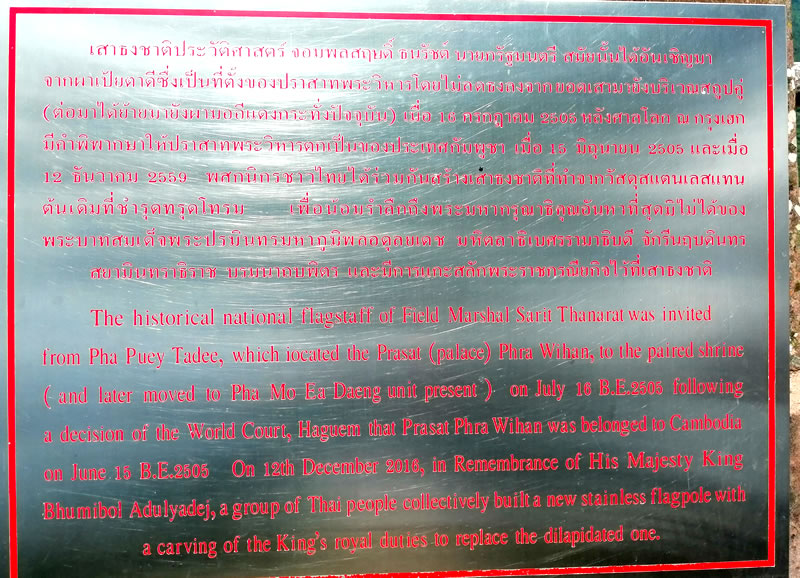 เสาธงชาติประวัติศาสตร์ จอมพลสฤษดิ์ ธนรัชต์ นายกรัฐมนตรี สมัยนั้นได้อันเชิญมา
จากผาเป้ยตาดีซึ่งเป็นที่ตั้งของปราสาทพระวิหารโดยไม่ลดธงลงจากยอดเสามายังบริเวณสถูปคู่
(ต่อมาได้ย้ายมายังผามออีแดงกระทั่งปัจจุบัน) เมื่อ 16 กรกฎาคม 2505 หลังศาลโลก ณ กรุงเฮก
มีคำพิพากษาให้ปราสาทพระวิหารตกเป็นของประเทศกัมพูชา เมื่อ 15 มิถุนายน 2505 และเมื่อ
12 ธันวาคม 2559 พสกนิกรชาวไทยได้ร่วมกันสร้างเสาธงชาติที่ทำจากวัสดุสแตนเลสแทน
ต้นเดิมที่ชำรุดทรุดโทรม เพื่อน้อมรำลึกถึงพระมหากรุณาธิคุณอันหาที่สุดมิได้ของ
พระบาทสมเด็จพระปรมินทรมหาภูมิพลอดุลยเดช มหิตลาธิเบศรรามาธิบดี จักรีนฤบดินทร
สยามินทราธิราช บรมนาถบพิตร และมีการแกะสลักพระราชกรณียกิจไว้ที่เสาธงชาติ
The historical national flagstaff of Field Marshal Sarit Thanarat was invited
from Pha Puey Tadee, which iocated the Prasat (palace) Phra Wihan, to the paired shrine
( and later moved to Pha Mo Ea Daeng unit present ) on July 16 B.E.2505 following
a decision of the World Court, Haguem that Prasat Phra Wihan was belonged to Cambodia
on June 15 B.E.2505 On 12th December 2016, in Remembrance of His Majesty King
Bhumibol Adulyadej, a group of Thai people collectively built a new stainless flagpole with
a carving of the King's royal duties to replace the dilapidated one.